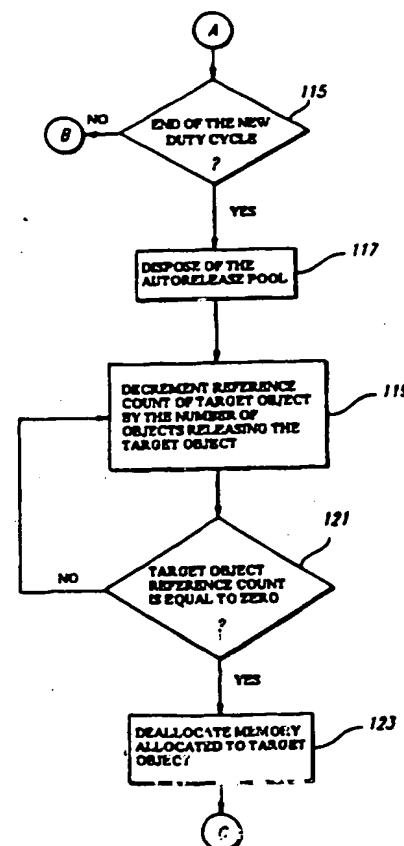 A
115
END OF THE NEW
DUTY CYCLE
?
NO
B
YES
117
DISPOSE OF THE
AUTORELEASE POOL
119
DECREMENT REFERENCE
COUNT OF TARGET OBJECT
BY THE NUMBER OF
OBJECTS RELEASING THE
TARGET OBJECT
121
TARGET OBJECT
REFERENCE COUNT
IS EQUAL TO ZERO
?
NO
YES
123
DEALLOCATE MEMORY
ALLOCATED TO TARGET
OBJECT
C